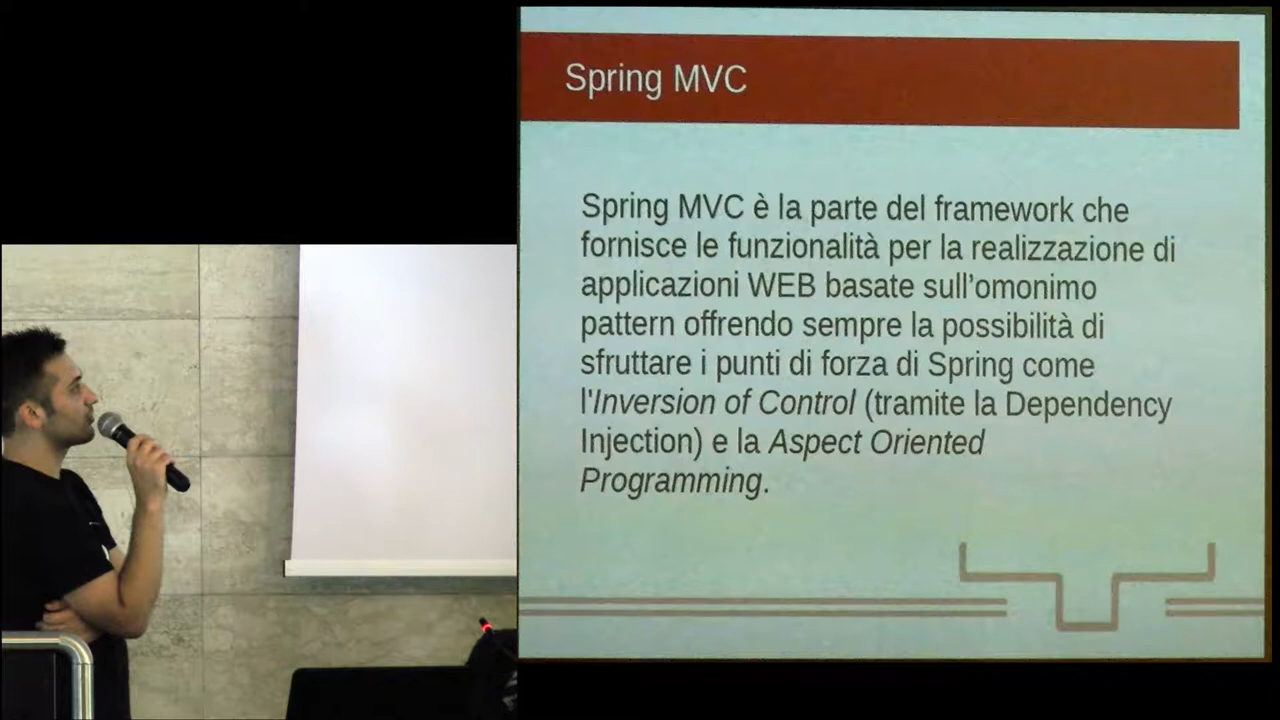 Spring MVC
Spring MVC è la parte del framework che
fornisce le funzionalità per la realizzazione di
applicazioni WEB basate sull’omonimo
pattern offrendo sempre la possibilità di
sfruttare i punti di forza di Spring come
l'Inversion of Control (tramite la Dependency
Injection) e la Aspect Oriented
Programming.